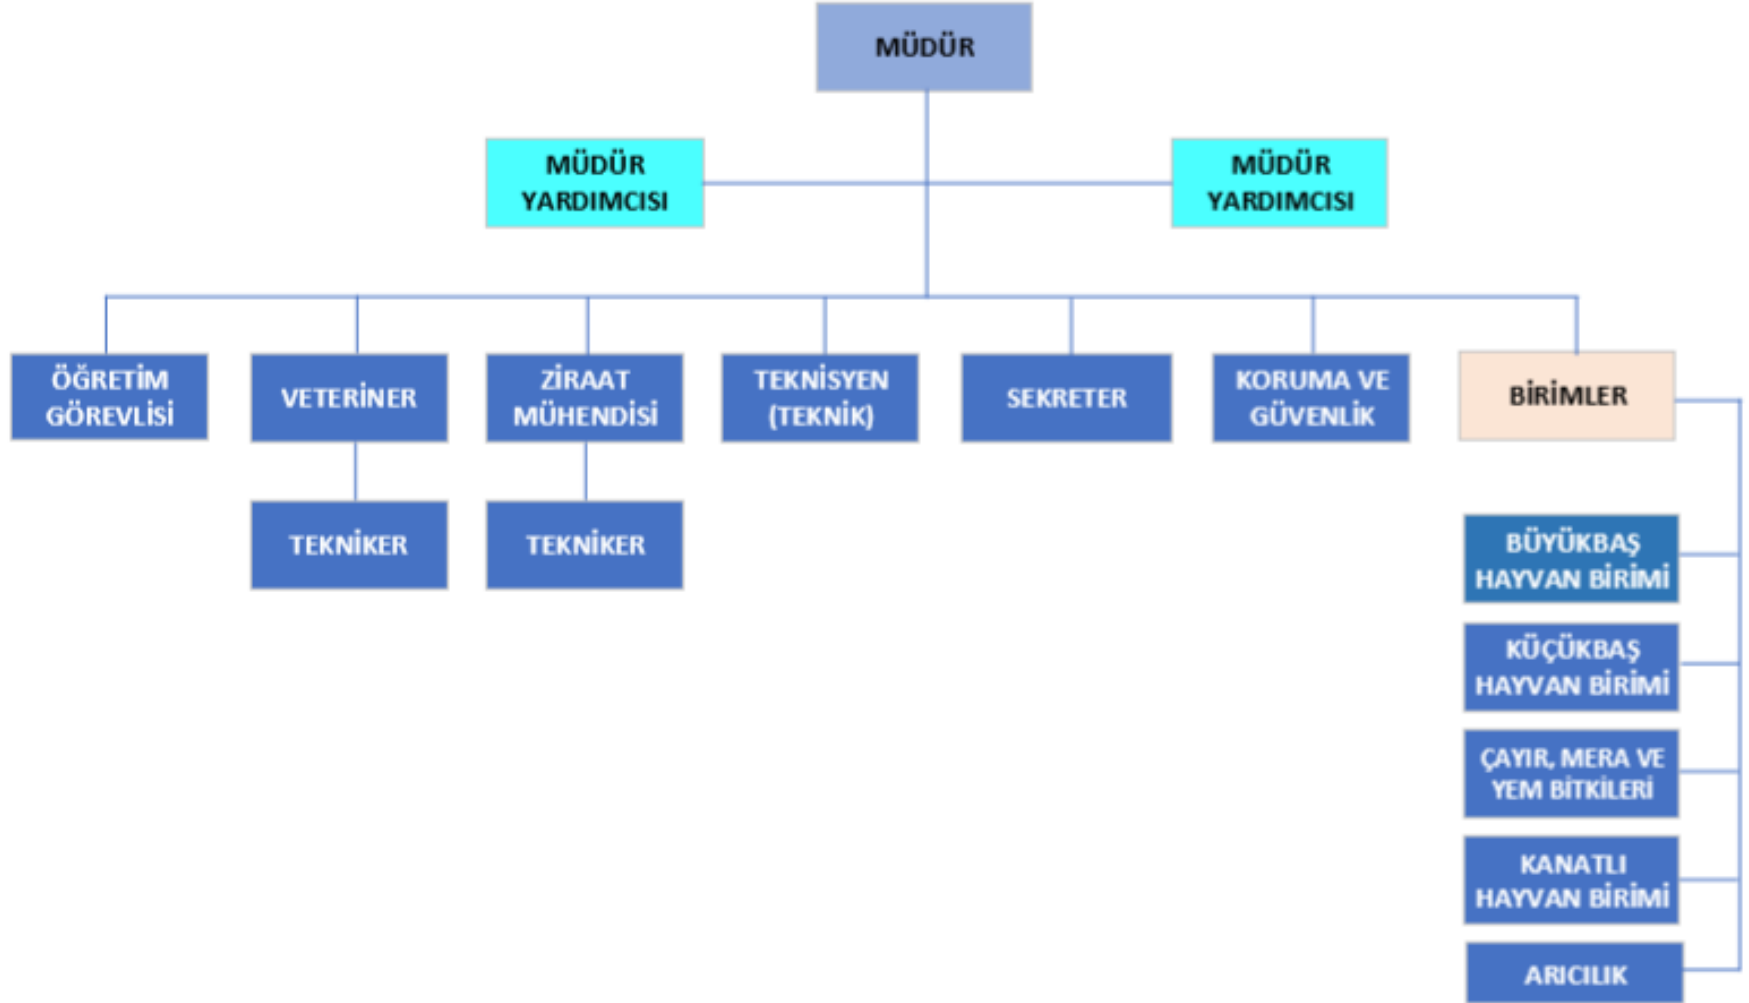 MÜDÜR
MÜDÜR
YARDIMCISI
MÜDÜR
YARDIMCISI
ÖĞRETİM
GÖREVLİSİ
VETERİNER
ZİRAAT
MÜHENDİSİ
TEKNİSYEN
(TEKNİK)
SEKRETER
KORUMA VE
GÜVENLİK
BİRİMLER
TEKNİKER
TEKNİKER
BÜYÜKBAŞ
HAYVAN BİRİMİ
KÜÇÜKBAŞ
HAYVAN BİRİMİ
ÇAYIR, MERA VE
YEM BİTKİLERİ
KANATLI
HAYVAN BİRİMİ
ARICILIK